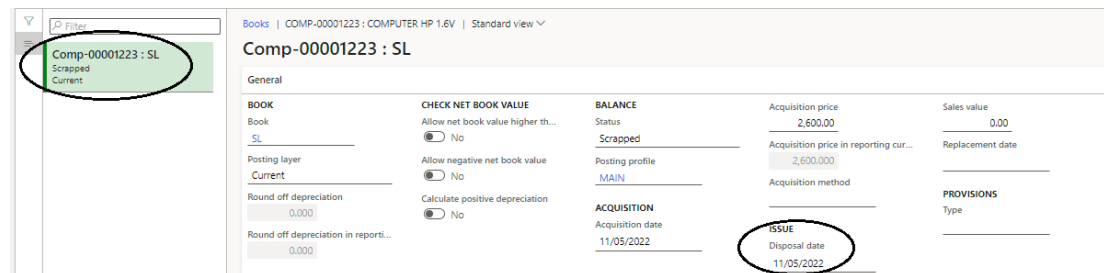 Filter
Comp-00001223 : SL
Scrapped
Current
Books | COMP-00001223 : COMPUTER HP 1.6V | Standard view
Comp-00001223 : SL
General
BOOK
Book
SL
Posting layer
Current
Round off depreciation
0.000
Round off depreciation in reporti...
0.000
CHECK NET BOOK VALUE
Allow net book value higher th...
No
Allow negative net book value
No
Calculate positive depreciation
No
BALANCE
Status
Scrapped
Posting profile
MAIN
ACQUISITION
Acquisition date
11/05/2022
Acquisition price
2,600.00
Acquisition price in reporting cur...
2,600.000
Acquisition method
ISSUE
Disposal date
11/05/2022
Sales value
0.00
Replacement date
PROVISIONS
Type